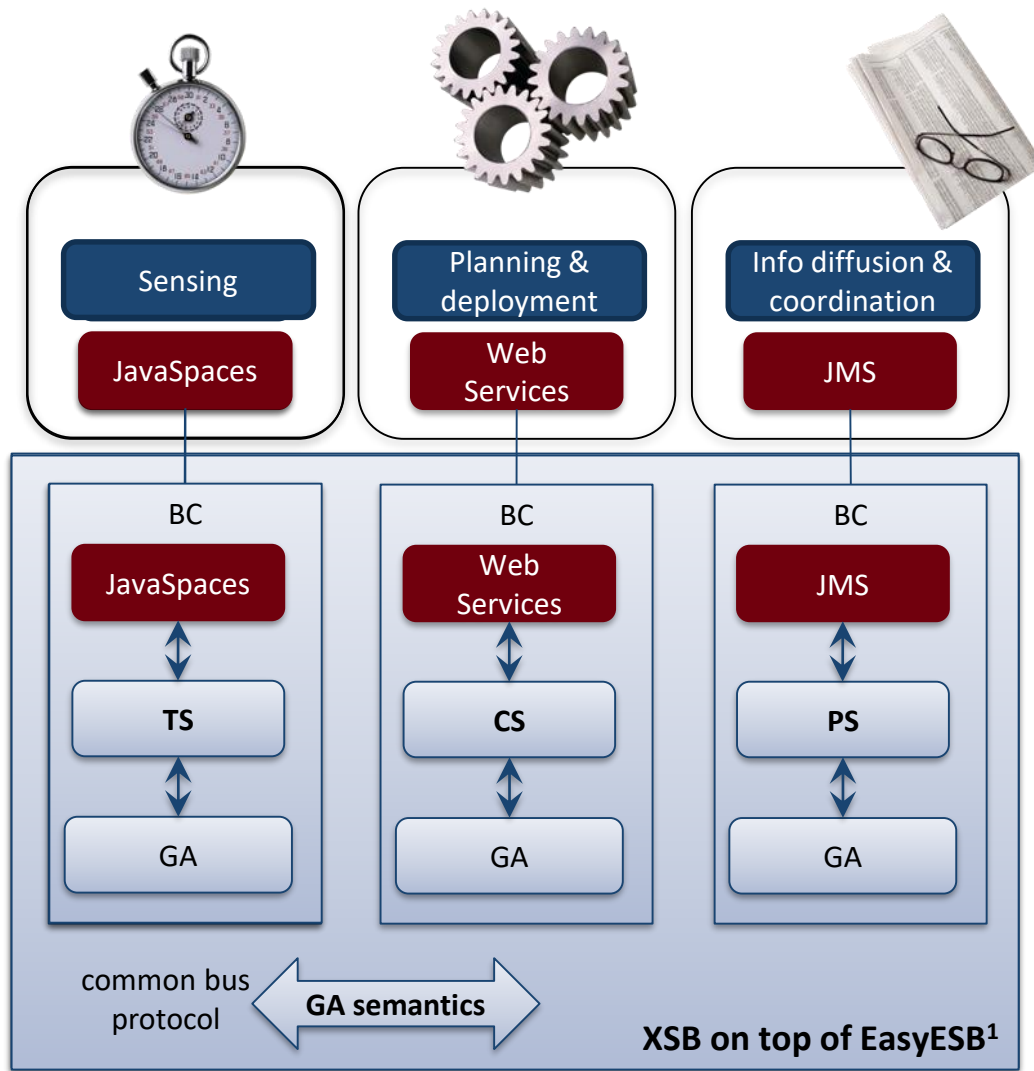 Sensing
JavaSpaces
Planning &
deployment
Web
Services
Info diffusion &
coordination
JMS
BC
JavaSpaces
TS
GA
BC
Web
Services
CS
GA
BC
JMS
PS
GA
common bus
protocol
GA semantics
XSB on top of EasyESB¹